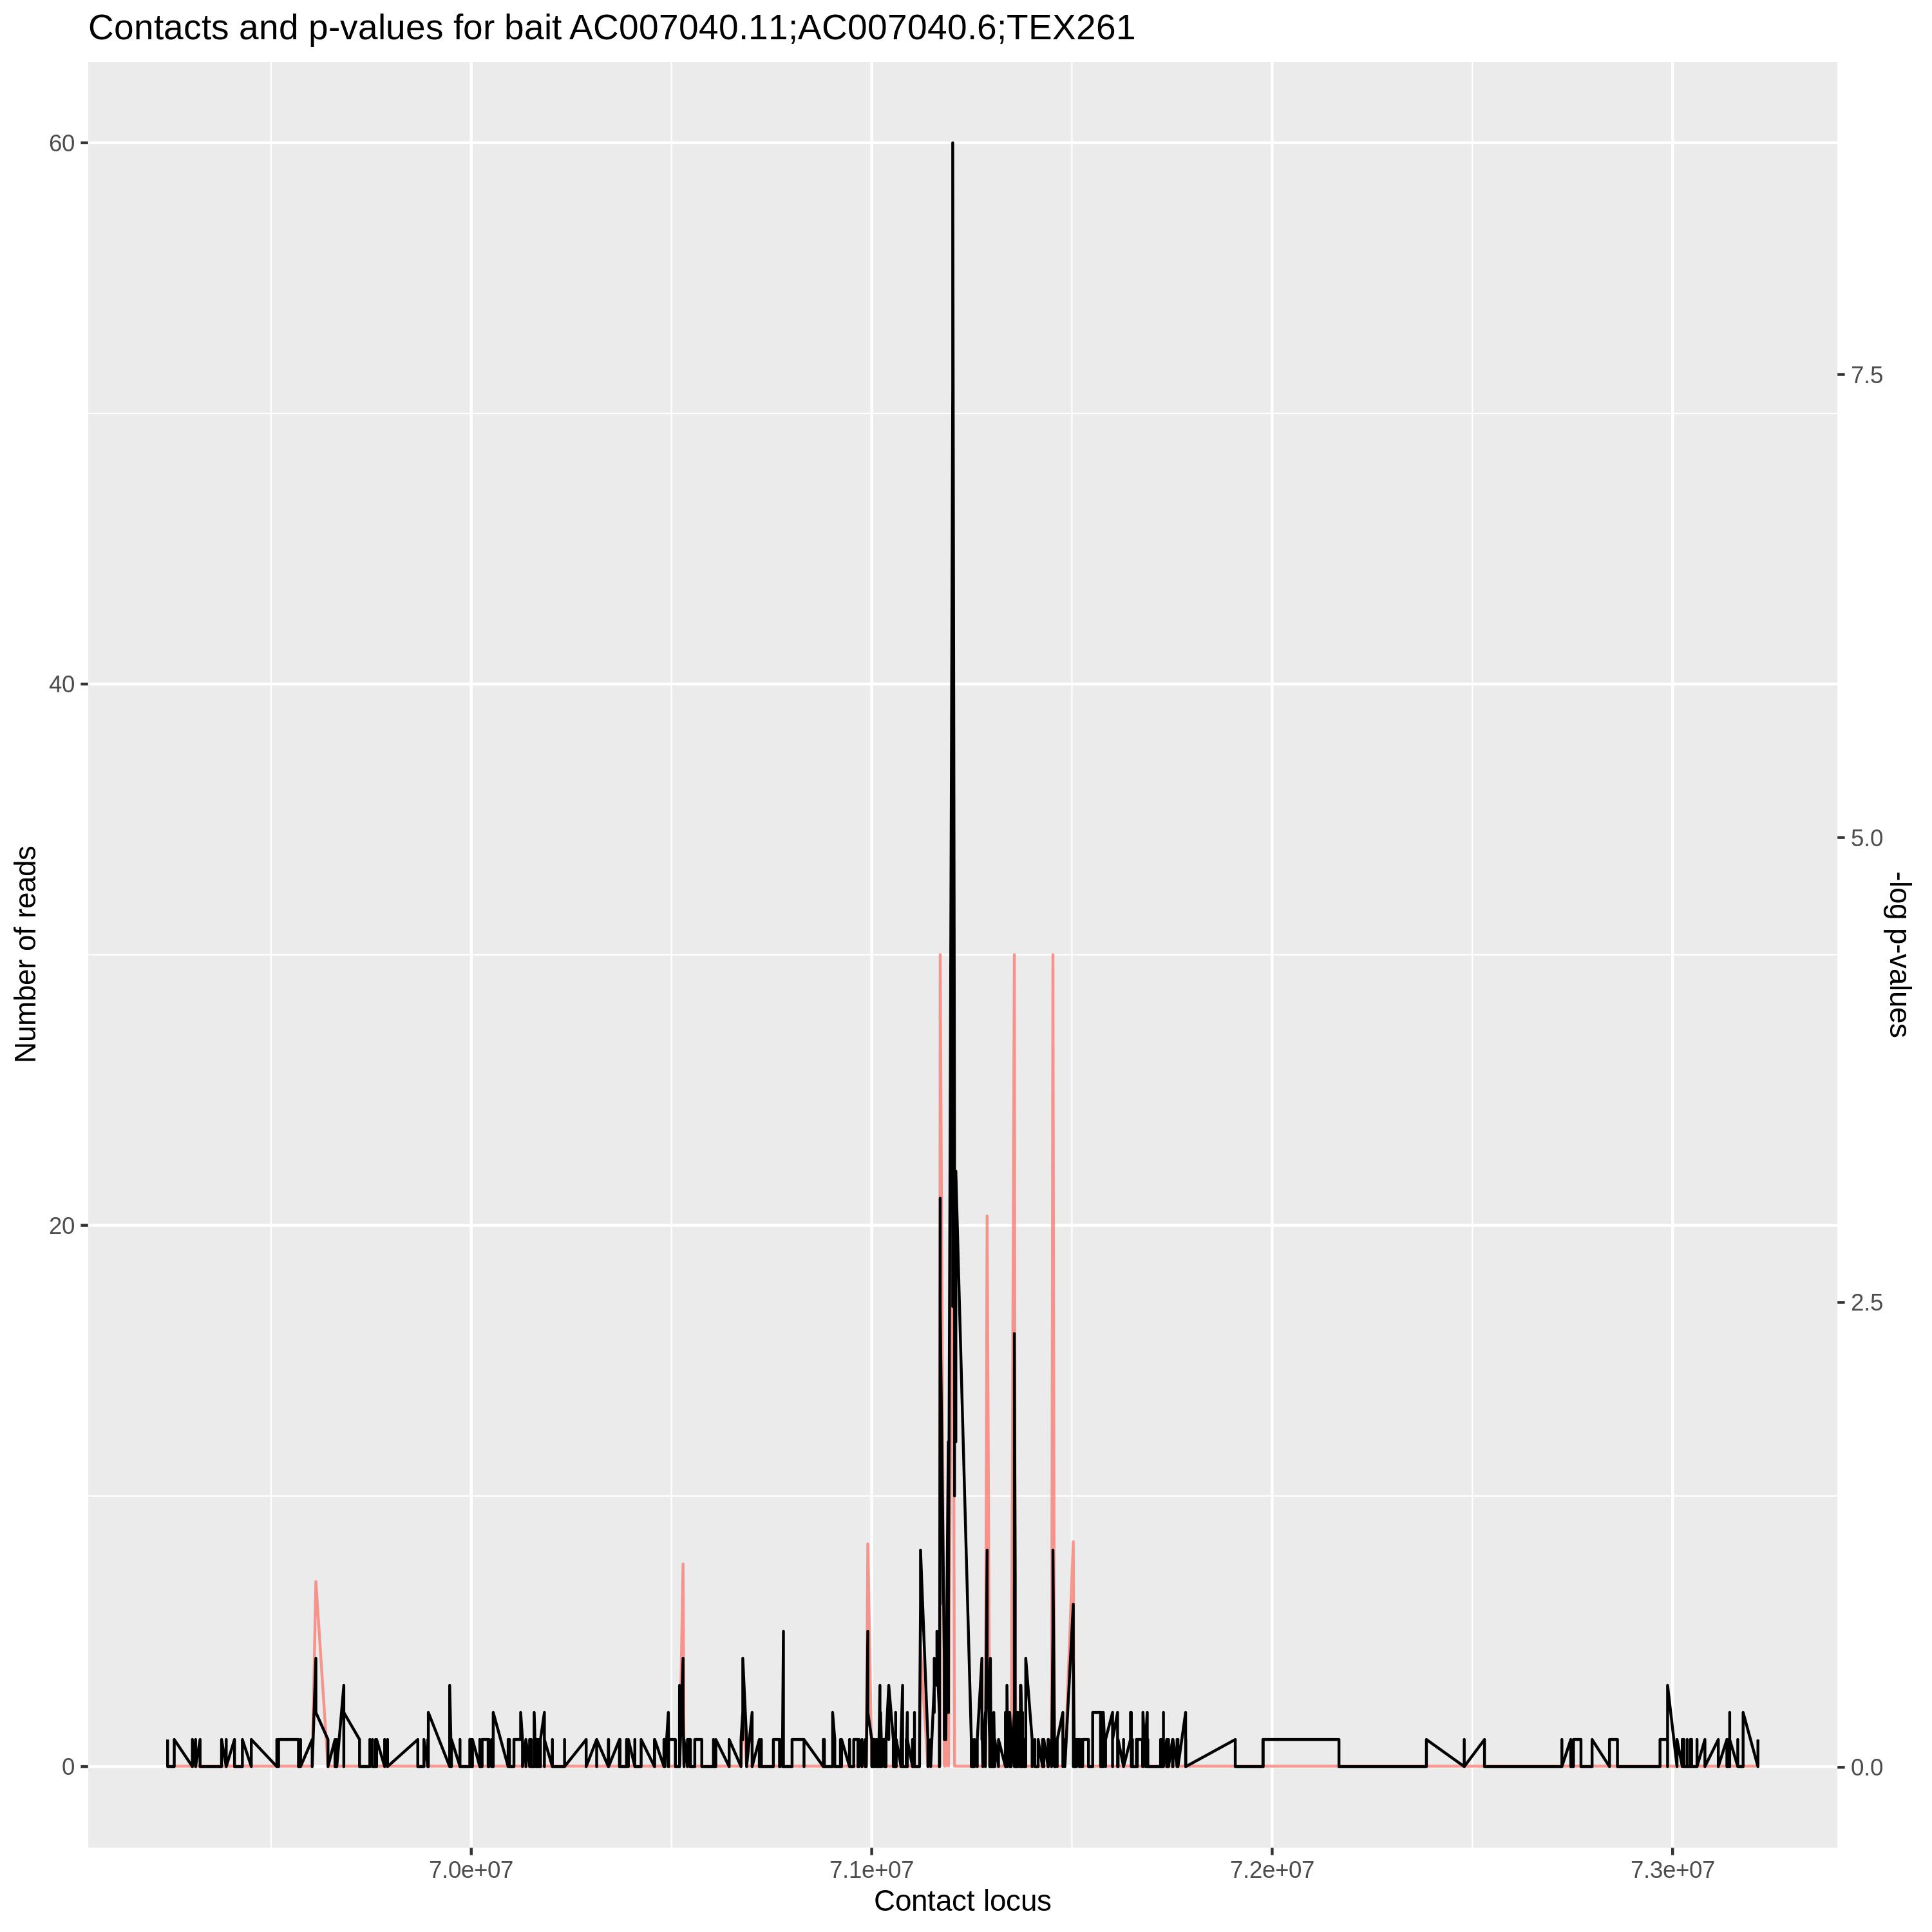 Contacts and p-values for bait AC007040.11;AC007040.6;TEX261
60
40
20
0
Number of reads
7.5
5.0
2.5
0.0
-log p-values
7.0e+07
7.1e+07
7.2e+07
7.3e+07
Contact locus